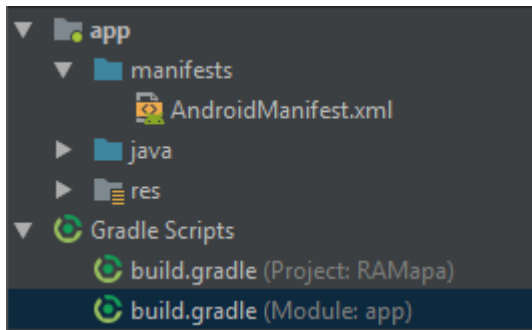 app
manifests
AndroidManifest.xml
java
res
Gradle Scripts
build.gradle (Project: RAMapa)
build.gradle (Module: app)